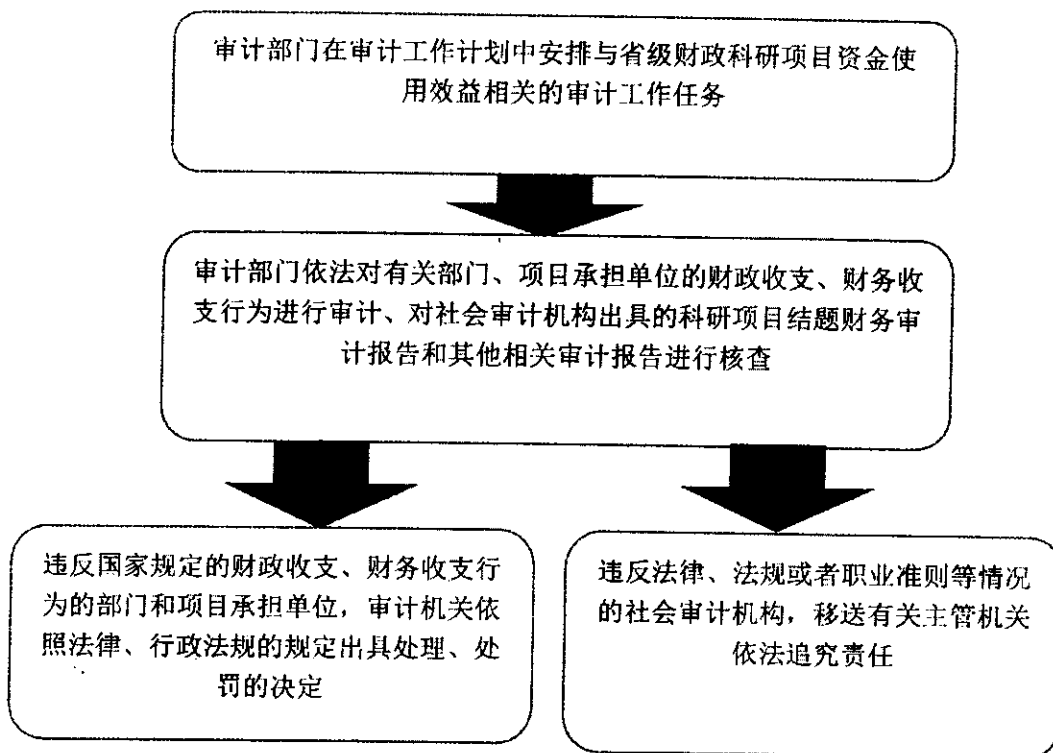 审计部门在审计工作计划中安排与省级财政科研项目资金使
用效益相关的审计工作任务
审计部门依法对有关部门、项目承担单位的财政收支、财务收
支行为进行审计、对社会审计机构出具的科研项目结题财务审
计报告和其他相关审计报告进行核查
违反国家规定的财政收支、财务收支行
为的部门和项目承担单位，审计机关依
照法律、行政法规的规定出具处理、处
罚的决定
违反法律、法规或者职业准则等情况
的社会审计机构，移送有关主管机关
依法追究责任